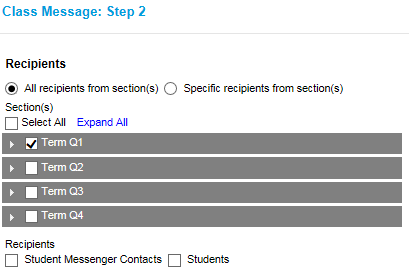 Class Message: Step 2
Recipients
All recipients from section(s) Specific recipients from section(s)
Section(s)
Select All Expand All
Term Q1
Term Q2
Term Q3
Term Q4
Recipients
Student Messenger Contacts Students